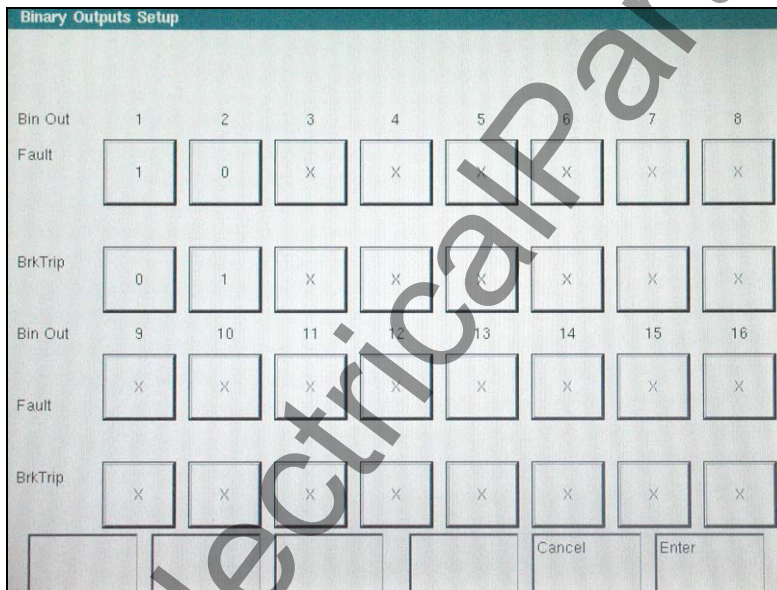 Binary Outputs Setup
Bin Out 1 2 3 4 5 6 7 8
Fault 1 0 X X X X X X
BrkTrip 0 1 X X X X X X
Bin Out 9 10 11 12 13 14 15 16
Fault X X X X X X X X
BrkTrip X X X X X X X X
Cancel Enter